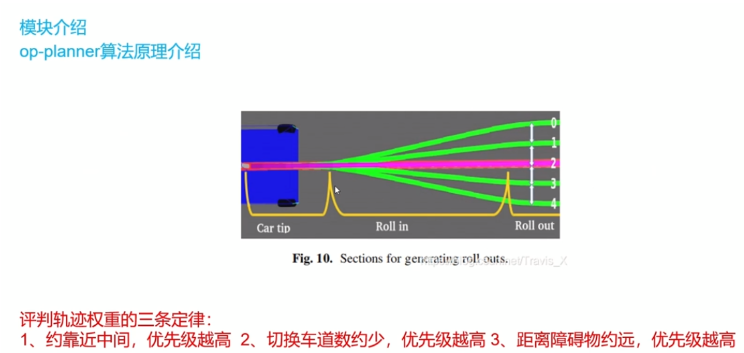 模块介绍
op-planner算法原理介绍
0
1
2
3
4
Car tip
Roll in
Roll out
Fig. 10. Sections for generating roll outs.
net/Travis_X
评判轨迹权重的三条定律：
1、约靠近中间，优先级越高 2、切换车道数约少，优先级越高 3、距离障碍物约远，优先级越高